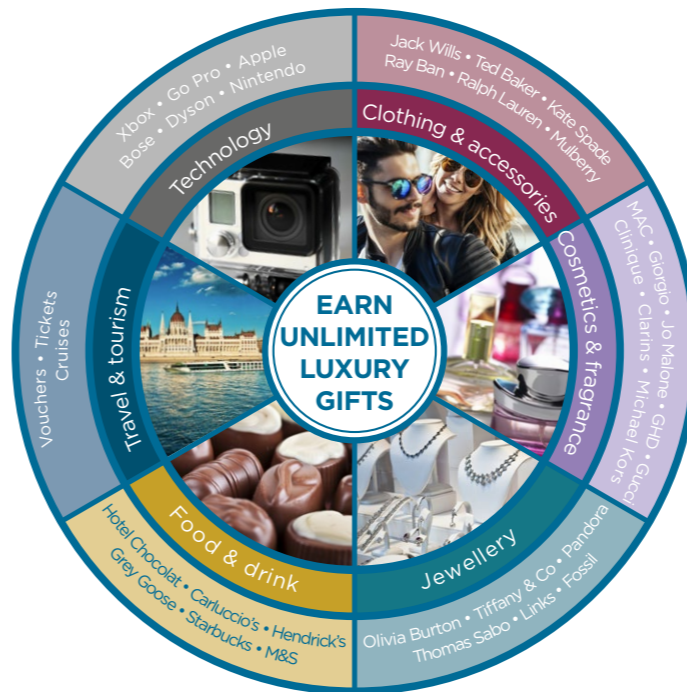 EARN
UNLIMITED
LUXURY
GIFTS
Technology
Xbox • Go Pro • Apple
Bose • Dyson • Nintendo
Clothing & accessories
Jack Wills • Ted Baker • Kate Spade
Ray Ban • Ralph Lauren • Mulberry
Cosmetics & fragrance
MAC • Giorgio • Jo Malone • GHD • Gucci
Clinique • Clarins • Michael Kors
Jewellery
Olivia Burton • Tiffany & Co • Pandora
Thomas Sabo • Links • Fossil
Food & drink
Hotel Chocolat • Carluccio's • Hendrick's
Grey Goose • Starbucks • M&S
Travel & tourism
Vouchers • Tickets
Cruises